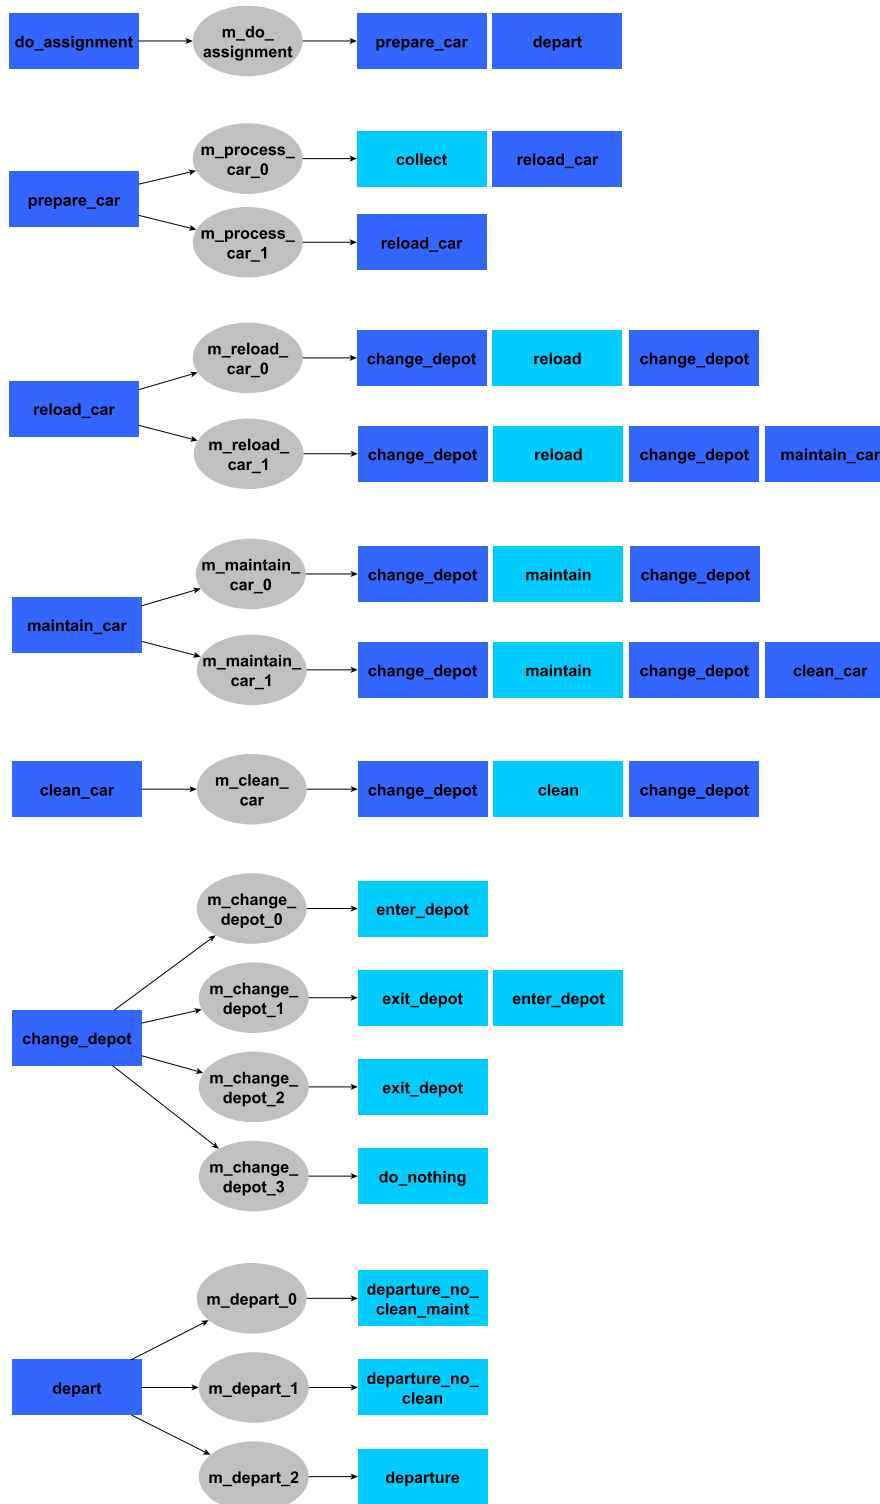 do_assignment
m_do_
assignment
prepare_car
depart
prepare_car
m_process_
car_0
collect
reload_car
m_process_
car_1
reload_car
reload_car
m_reload_
car_0
change_depot
reload
change_depot
m_reload_
car_1
change_depot
reload
change_depot
maintain_car
maintain_car
m_maintain_
car_0
change_depot
maintain
change_depot
m_maintain_
car_1
change_depot
maintain
change_depot
clean_car
clean_car
m_clean_
car
change_depot
clean
change_depot
change_depot
m_change_
depot_0
enter_depot
m_change_
depot_1
exit_depot
enter_depot
m_change_
depot_2
exit_depot
m_change_
depot_3
do_nothing
depart
m_depart_0
departure_no_
clean_maint
m_depart_1
departure_no_
clean
m_depart_2
departure